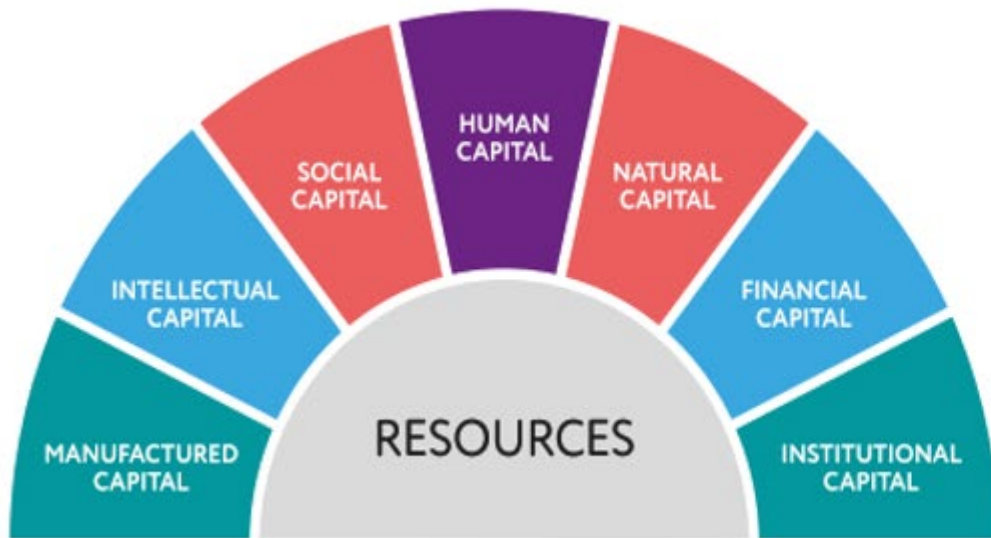 HUMAN
CAPITAL
SOCIAL
CAPITAL
NATURAL
CAPITAL
INTELLECTUAL
CAPITAL
FINANCIAL
CAPITAL
RESOURCES
MANUFACTURED
CAPITAL
INSTITUTIONAL
CAPITAL